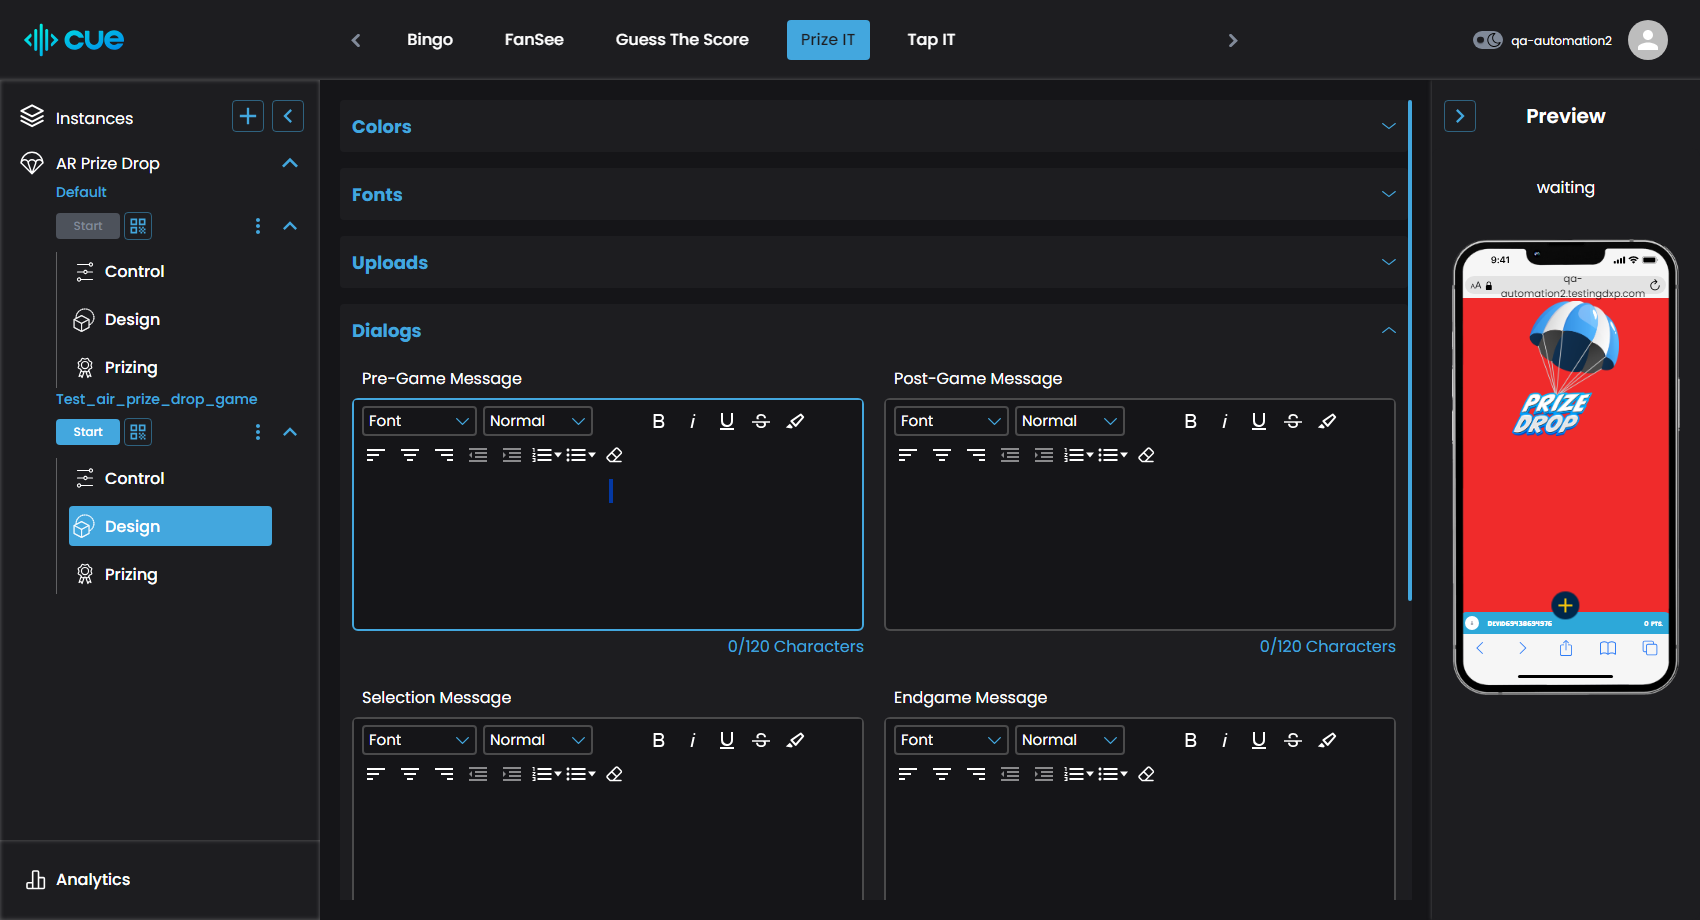 cue
Bingo
FanSee
Guess The Score
Prize IT
Tap IT
qa-automation2
Instances
AR Prize Drop
Default
Start
Control
Design
Prizing
Test_air_prize_drop_game
Start
Control
Design
Prizing
Analytics
Colors
Fonts
Uploads
Dialogs
Pre-Game Message
Font Normal B i U S
0/120 Characters
Post-Game Message
Font Normal B i U S
0/120 Characters
Selection Message
Font Normal B i U S
Endgame Message
Font Normal B i U S
Preview
waiting
9:41
AA
qa-
automation2.testingdxp.com
PRIZE
DROP
0 PTS.